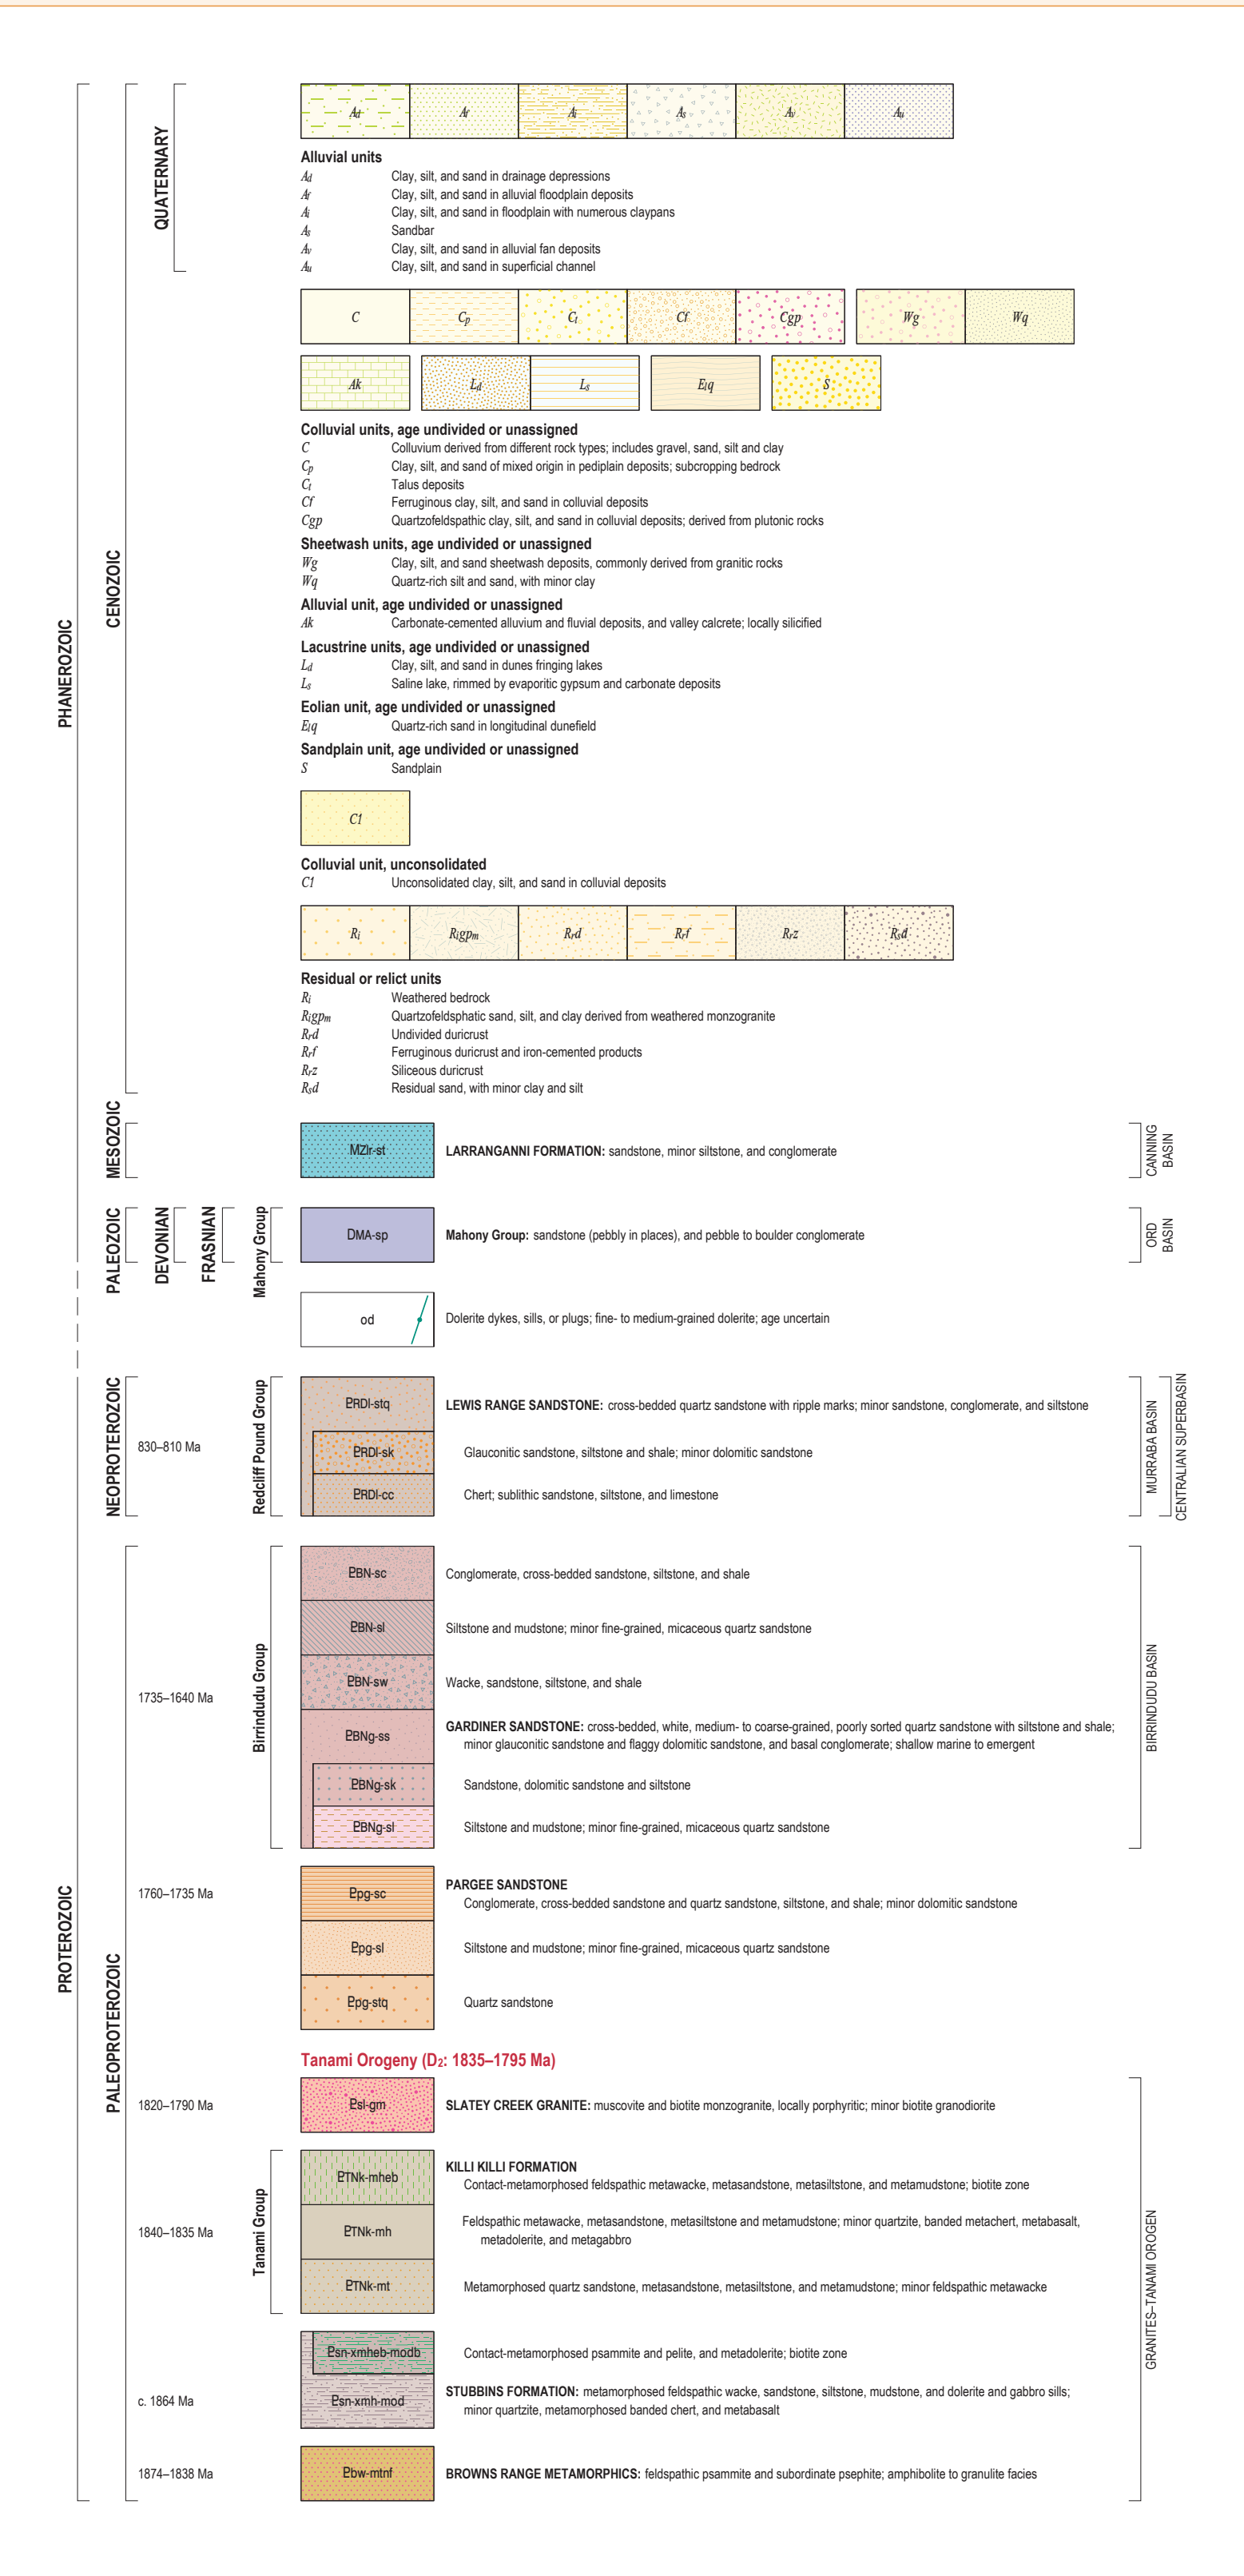 PHANEROZOIC
CENOZOIC
QUATERNARY
Ad Af Ai As Av Au
Alluvial units
Ad Clay, silt, and sand in drainage depressions
Af Clay, silt, and sand in alluvial floodplain deposits
Ai Clay, silt, and sand in floodplain with numerous claypans
As Sandbar
Av Clay, silt, and sand in alluvial fan deposits
Au Clay, silt, and sand in superficial channel
C Cp Ct Cf Cgp Wg Wq
Ak Ld Ls Elq S
Colluvial units, age undivided or unassigned
C Colluvium derived from different rock types; includes gravel, sand, silt and clay
Cp Clay, silt, and sand of mixed origin in pediplain deposits; subcropping bedrock
Ct Talus deposits
Cf Ferruginous clay, silt, and sand in colluvial deposits
Cgp Quartzofeldspathic clay, silt, and sand in colluvial deposits; derived from plutonic rocks
Sheetwash units, age undivided or unassigned
Wg Clay, silt, and sand sheetwash deposits, commonly derived from granitic rocks
Wq Quartz-rich silt and sand, with minor clay
Alluvial unit, age undivided or unassigned
Ak Carbonate-cemented alluvium and fluvial deposits, and valley calcrete; locally silicified
Lacustrine units, age undivided or unassigned
Ld Clay, silt, and sand in dunes fringing lakes
Ls Saline lake, rimmed by evaporitic gypsum and carbonate deposits
Eolian unit, age undivided or unassigned
Elq Quartz-rich sand in longitudinal dunefield
Sandplain unit, age undivided or unassigned
S Sandplain
C1
Colluvial unit, unconsolidated
C1 Unconsolidated clay, silt, and sand in colluvial deposits
Ri Rigpm Rrd Rrf Rrz Rsd
Residual or relict units
Ri Weathered bedrock
Rigpm Quartzofeldsphatic sand, silt, and clay derived from weathered monzogranite
Rrd Undivided duricrust
Rrf Ferruginous duricrust and iron-cemented products
Rrz Siliceous duricrust
Rsd Residual sand, with minor clay and silt
MESOZOIC
MZlr-st LARRANGANNI FORMATION: sandstone, minor siltstone, and conglomerate
CANNING
BASIN
PALEOZOIC
DEVONIAN
FRASNIAN
Mahony Group
DMA-sp Mahony Group: sandstone (pebbly in places), and pebble to boulder conglomerate
ORD
BASIN
od Dolerite dykes, sills, or plugs; fine- to medium-grained dolerite; age uncertain
PROTEROZOIC
NEOPROTEROZOIC
830–810 Ma
Redcliff Pound Group
ҎRDl-stq LEWIS RANGE SANDSTONE: cross-bedded quartz sandstone with ripple marks; minor sandstone, conglomerate, and siltstone
ҎRDl-sk Glauconitic sandstone, siltstone and shale; minor dolomitic sandstone
ҎRDl-cc Chert; sublithic sandstone, siltstone, and limestone
MURRABA BASIN
CENTRALIAN SUPERBASIN
PALEOPROTEROZOIC
1735–1640 Ma
Birrindudu Group
ҎBN-sc Conglomerate, cross-bedded sandstone, siltstone, and shale
ҎBN-sl Siltstone and mudstone; minor fine-grained, micaceous quartz sandstone
ҎBN-sw Wacke, sandstone, siltstone, and shale
ҎBNg-ss GARDINER SANDSTONE: cross-bedded, white, medium- to coarse-grained, poorly sorted quartz sandstone with siltstone and shale;
minor glauconitic sandstone and flaggy dolomitic sandstone, and basal conglomerate; shallow marine to emergent
ҎBNg-sk Sandstone, dolomitic sandstone and siltstone
ҎBNg-sl Siltstone and mudstone; minor fine-grained, micaceous quartz sandstone
BIRRINDUDU BASIN
1760–1735 Ma
PARGEE SANDSTONE
Ҏpg-sc Conglomerate, cross-bedded sandstone and quartz sandstone, siltstone, and shale; minor dolomitic sandstone
Ҏpg-sl Siltstone and mudstone; minor fine-grained, micaceous quartz sandstone
Ҏpg-stq Quartz sandstone
Tanami Orogeny (D2: 1835–1795 Ma)
1820–1790 Ma
Ҏsl-gm SLATEY CREEK GRANITE: muscovite and biotite monzogranite, locally porphyritic; minor biotite granodiorite
1840–1835 Ma
Tanami Group
KILLI KILLI FORMATION
ҎTNk-mheb Contact-metamorphosed feldspathic metawacke, metasandstone, metasiltstone, and metamudstone; biotite zone
ҎTNk-mh Feldspathic metawacke, metasandstone, metasiltstone and metamudstone; minor quartzite, banded metachert, metabasalt,
metadolerite, and metagabbro
ҎTNk-mt Metamorphosed quartz sandstone, metasandstone, metasiltstone, and metamudstone; minor feldspathic metawacke
Ҏsn-xmheb-modb Contact-metamorphosed psammite and pelite, and metadolerite; biotite zone
c. 1864 Ma
Ҏsn-xmh-mod STUBBINS FORMATION: metamorphosed feldspathic wacke, sandstone, siltstone, mudstone, and dolerite and gabbro sills;
minor quartzite, metamorphosed banded chert, and metabasalt
1874–1838 Ma
Ҏbw-mtnf BROWNS RANGE METAMORPHICS: feldspathic psammite and subordinate psephite; amphibolite to granulite facies
GRANITES–TANAMI OROGEN